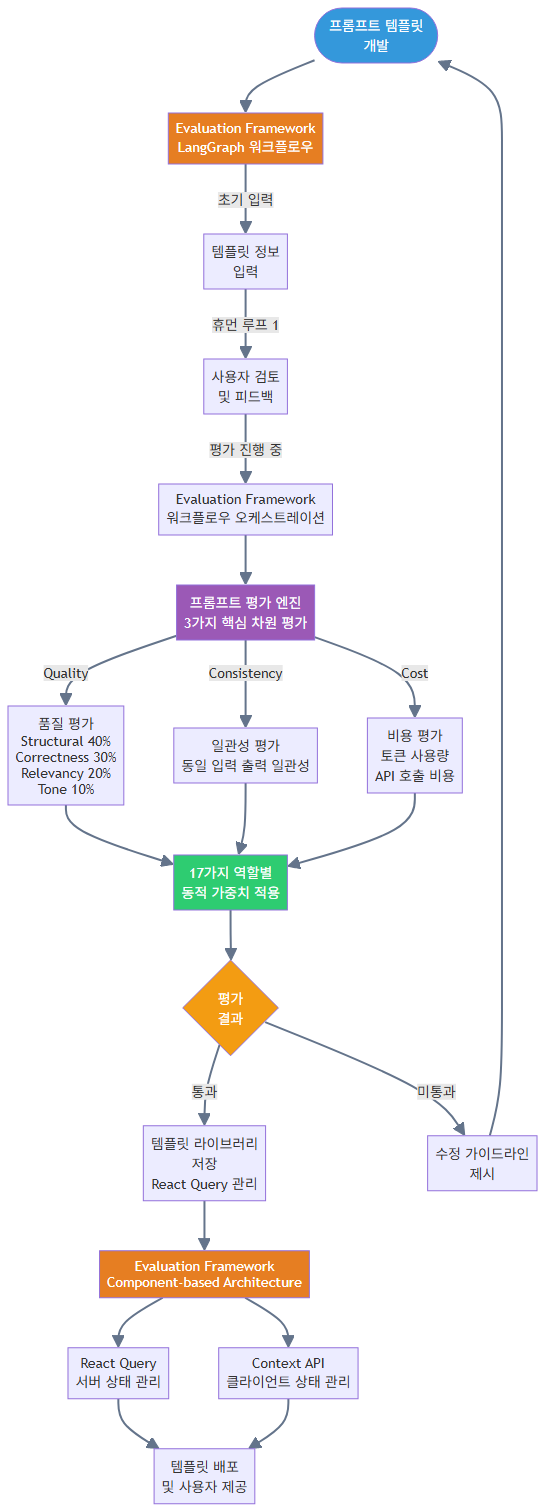 프롬프트 템플릿
개발
Evaluation Framework
LangGraph 워크플로우
초기 입력
템플릿 정보
입력
휴먼 루프 1
사용자 검토
및 피드백
평가 진행 중
Evaluation Framework
워크플로우 오케스트레이션
프롬프트 평가 엔진
3가지 핵심 차원 평가
Quality
Consistency
Cost
품질 평가
Structural 40%
Correctness 30%
Relevancy 20%
Tone 10%
일관성 평가
동일 입력 출력 일관성
비용 평가
토큰 사용량
API 호출 비용
17가지 역할별
동적 가중치 적용
평가
결과
통과
미통과
템플릿 라이브러리
저장
React Query 관리
수정 가이드라인
제시
Evaluation Framework
Component-based Architecture
React Query
서버 상태 관리
Context API
클라이언트 상태 관리
템플릿 배포
및 사용자 제공